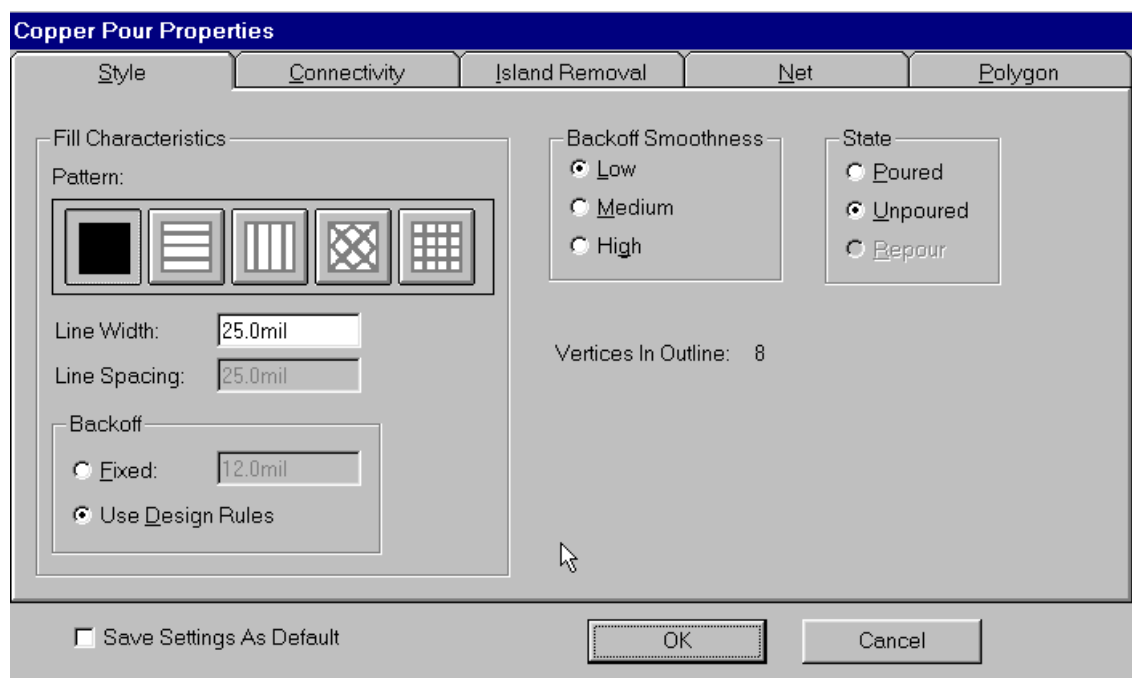 Copper Pour Properties
Style Connectivity Island Removal Net Polygon
Fill Characteristics
Pattern:
Line Width: 25.0mil
Line Spacing: 25.0mil
Backoff
Fixed: 12.0mil
Use Design Rules
Backoff Smoothness
Low
Medium
High
State
Poured
Unpoured
Repour
Vertices In Outline: 8
Save Settings As Default
OK
Cancel